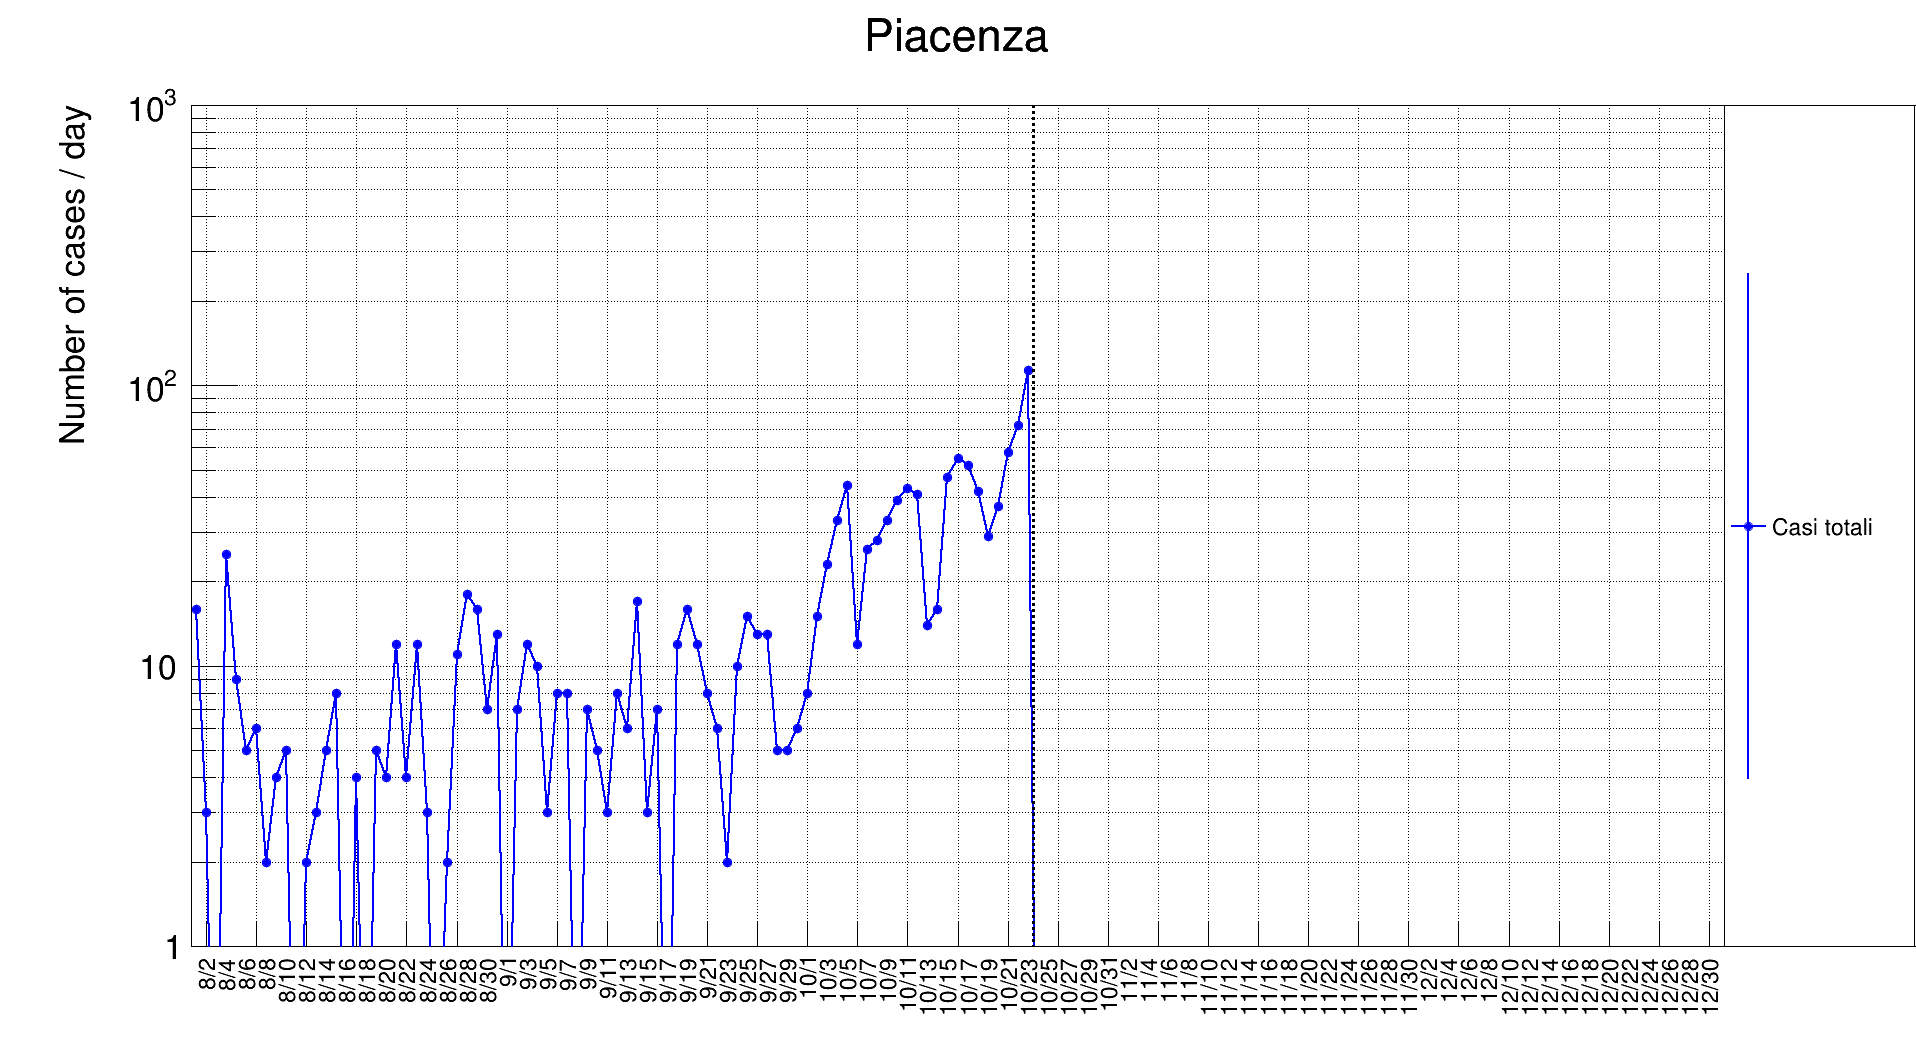 Piacenza
Number of cases / day
10³
10²
10
1
8/2 8/4 8/6 8/8 8/10 8/12 8/14 8/16 8/18 8/20 8/22 8/24 8/26 8/28 8/30 9/1 9/3 9/5 9/7 9/9 9/11 9/13 9/15 9/17 9/19 9/21 9/23 9/25 9/27 9/29 10/1 10/3 10/5 10/7 10/9 10/11 10/13 10/15 10/17 10/19 10/21 10/23 10/25 10/27 10/29 10/31 11/2 11/4 11/6 11/8 11/10 11/12 11/14 11/16 11/18 11/20 11/22 11/24 11/26 11/28 11/30 12/2 12/4 12/6 12/8 12/10 12/12 12/14 12/16 12/18 12/20 12/22 12/24 12/26 12/28 12/30
Casi totali